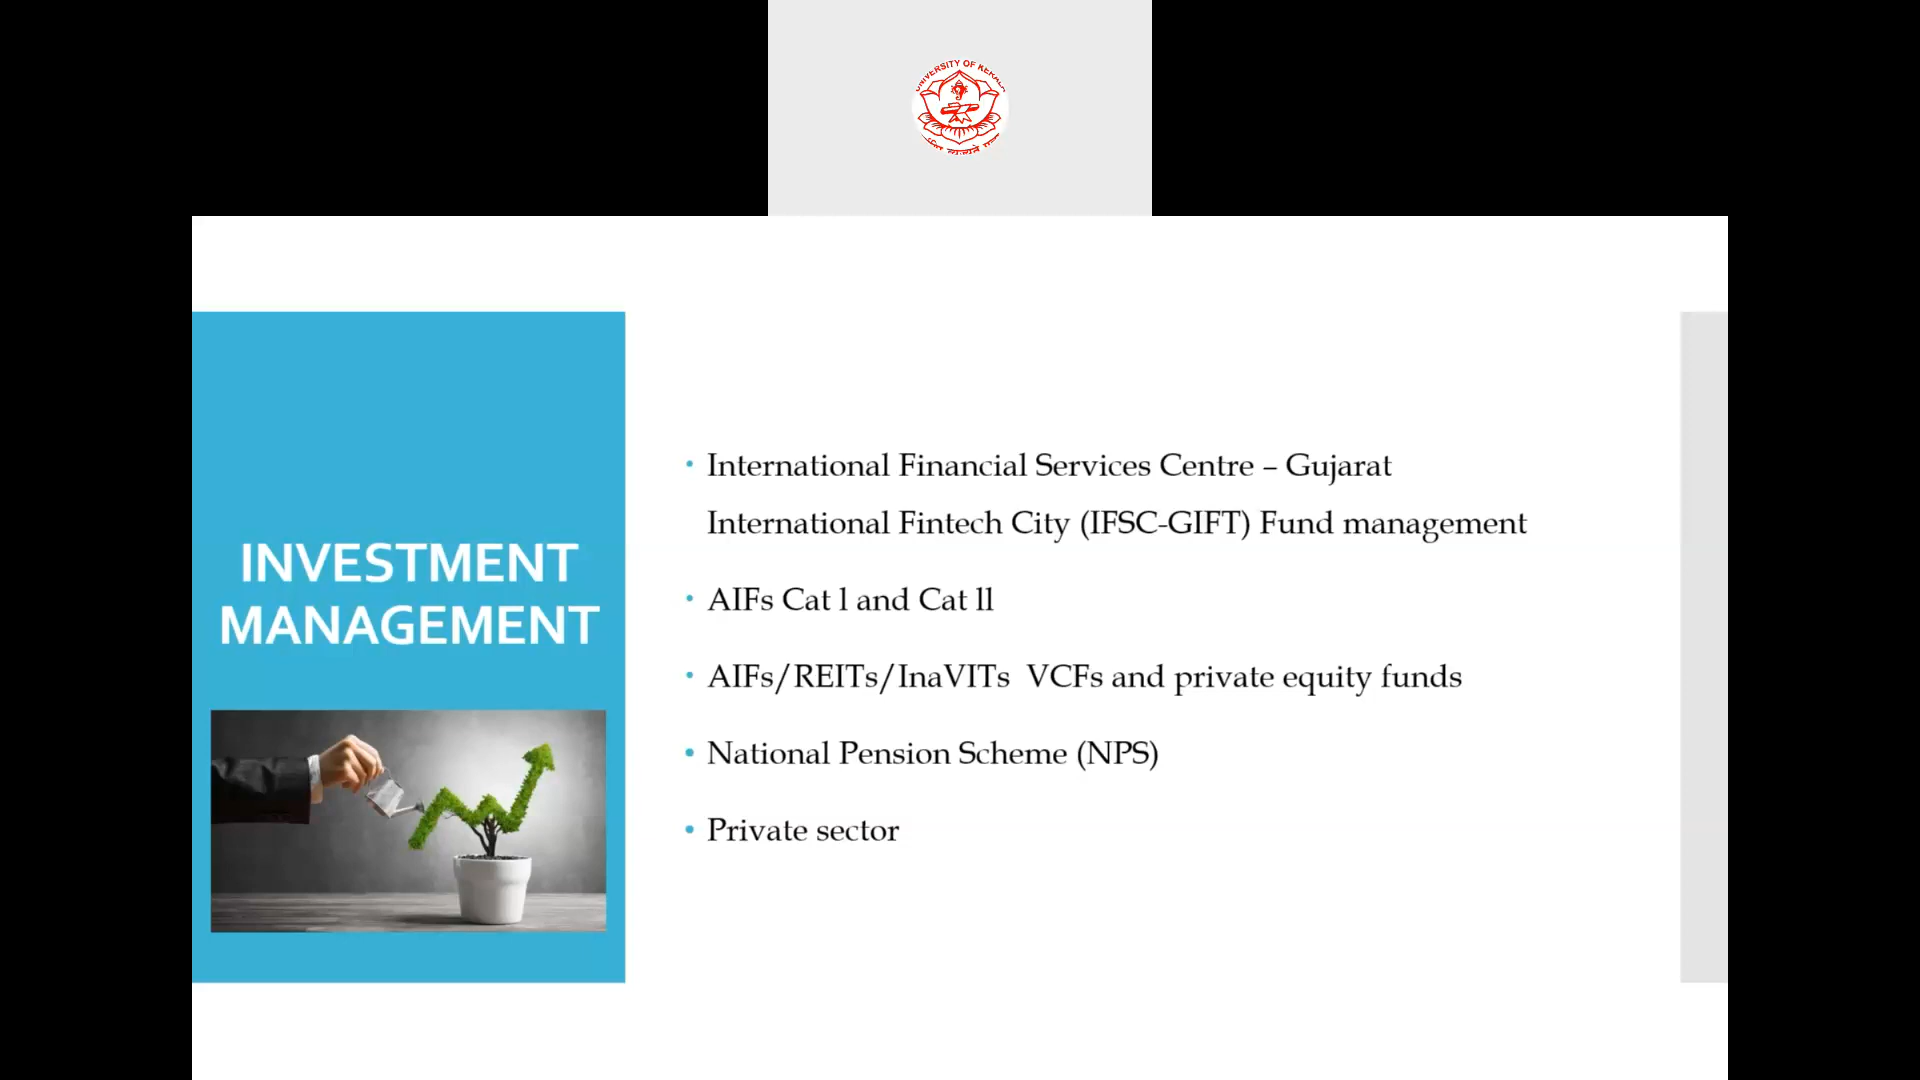 UNIVERSITY OF KERALA
INVESTMENT
MANAGEMENT
• International Financial Services Centre – Gujarat
International Fintech City (IFSC-GIFT) Fund management
• AIFs Cat l and Cat ll
• AIFs/REITs/InaVITs VCFs and private equity funds
• National Pension Scheme (NPS)
• Private sector